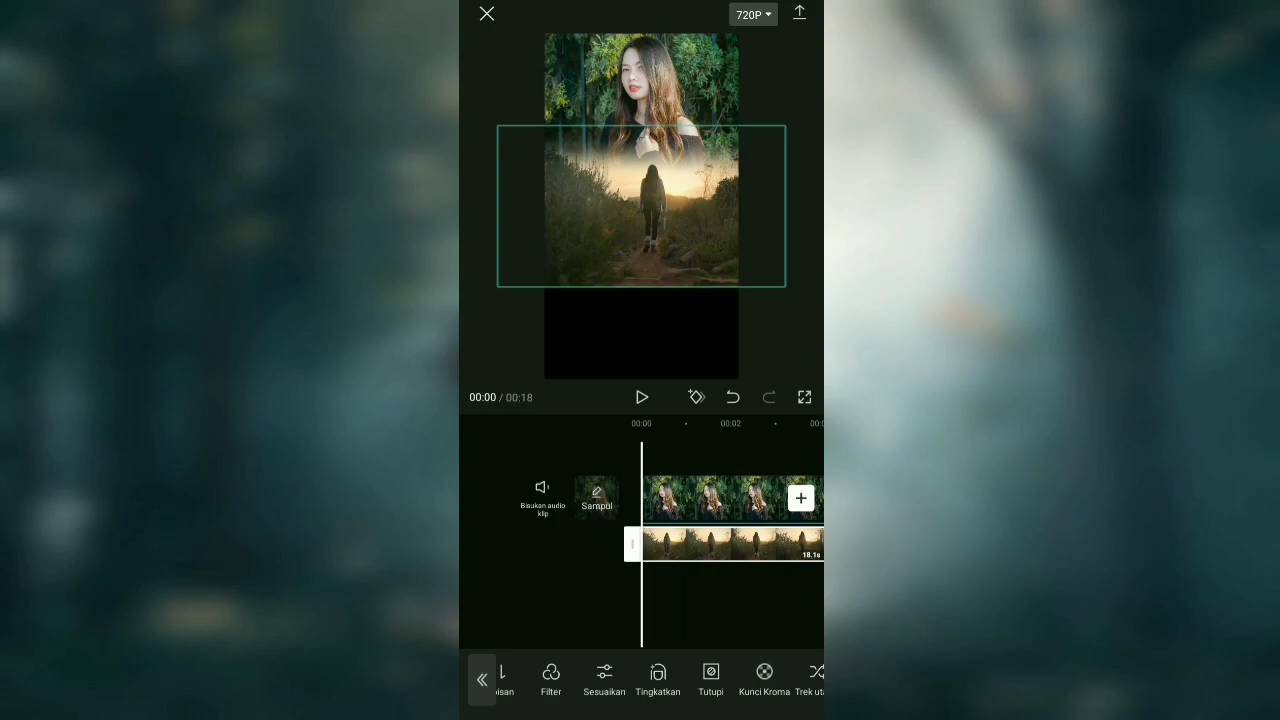 720P
00:00 / 00:18
00:00
00:02
Bisukan audio
klip
Sampul
18.1s
Filter
Sesuaikan
Tingkatkan
Tutupi
Kunci Kroma